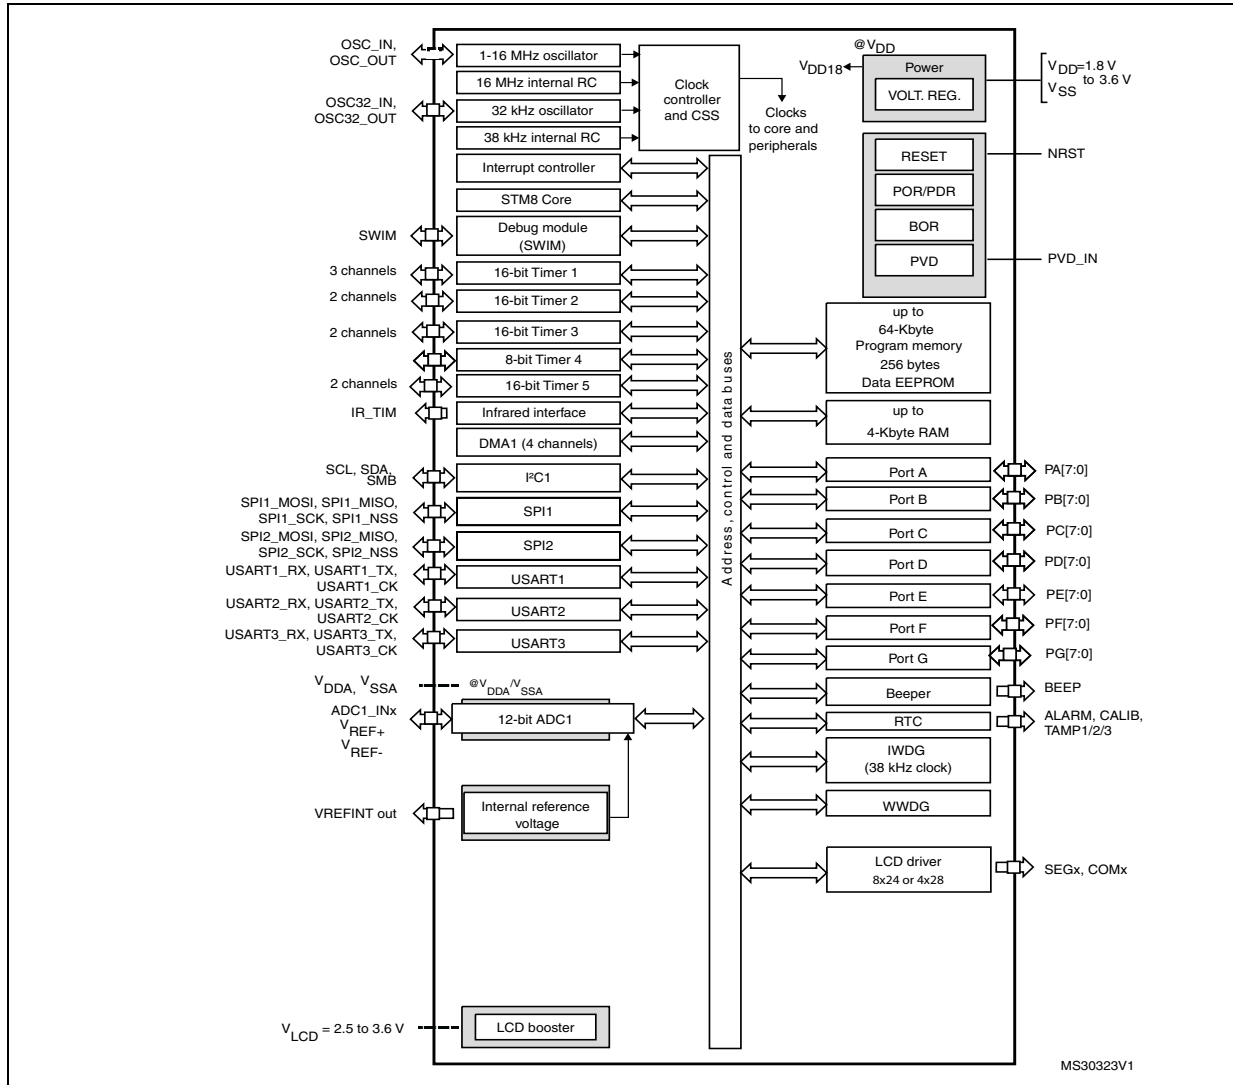 OSC_IN,
OSC_OUT
1-16 MHz oscillator
16 MHz internal RC
OSC32_IN,
OSC32_OUT
32 kHz oscillator
38 kHz internal RC
Clock
controller
and CSS
Clocks
to core and
peripherals
@VDD
VDD18
Power
VOLT. REG.
VDD=1.8 V
to 3.6 V
VSS
RESET
NRST
POR/PDR
BOR
PVD
PVD_IN
Interrupt controller
STM8 Core
SWIM
Debug module
(SWIM)
3 channels
16-bit Timer 1
2 channels
16-bit Timer 2
2 channels
16-bit Timer 3
8-bit Timer 4
2 channels
16-bit Timer 5
IR_TIM
Infrared interface
DMA1 (4 channels)
SCL, SDA,
SMB
I²C1
SPI1_MOSI, SPI1_MISO,
SPI1_SCK, SPI1_NSS
SPI1
SPI2_MOSI, SPI2_MISO,
SPI2_SCK, SPI2_NSS
SPI2
USART1_RX, USART1_TX,
USART1_CK
USART1
USART2_RX, USART2_TX,
USART2_CK
USART2
USART3_RX, USART3_TX,
USART3_CK
USART3
VDDA, VSSA
@VDDA/VSSA
ADC1_INx
VREF+
VREF-
12-bit ADC1
VREFINT out
Internal reference
voltage
VLCD = 2.5 to 3.6 V
LCD booster
Address, control and data buses
up to
64-Kbyte
Program memory
256 bytes
Data EEPROM
up to
4-Kbyte RAM
Port A
PA[7:0]
Port B
PB[7:0]
Port C
PC[7:0]
Port D
PD[7:0]
Port E
PE[7:0]
Port F
PF[7:0]
Port G
PG[7:0]
Beeper
BEEP
RTC
ALARM, CALIB,
TAMP1/2/3
IWDG
(38 kHz clock)
WWDG
LCD driver
8x24 or 4x28
SEGx, COMx
MS30323V1